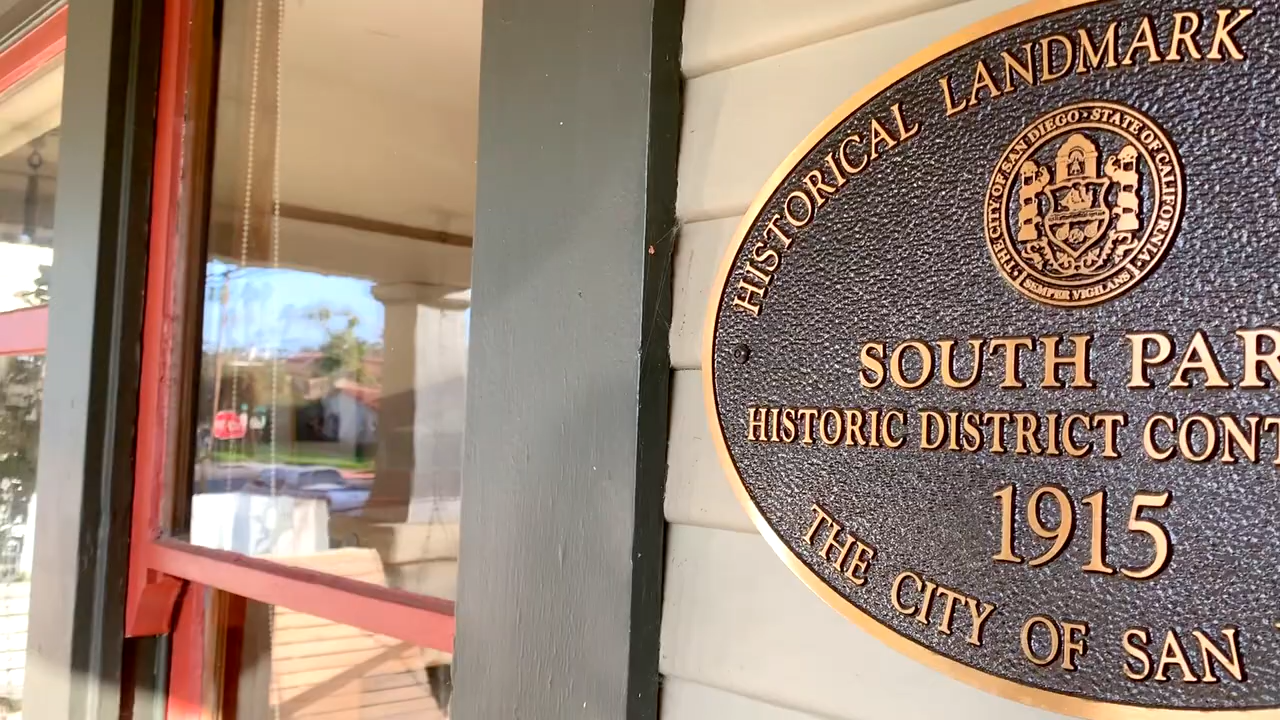 HISTORICAL LANDMARK
THE CITY OF SAN DIEGO · STATE OF CALIFORNIA
SEMPER VIGILANS
SOUTH PAR
HISTORIC DISTRICT CONT
1915
THE CITY OF SAN